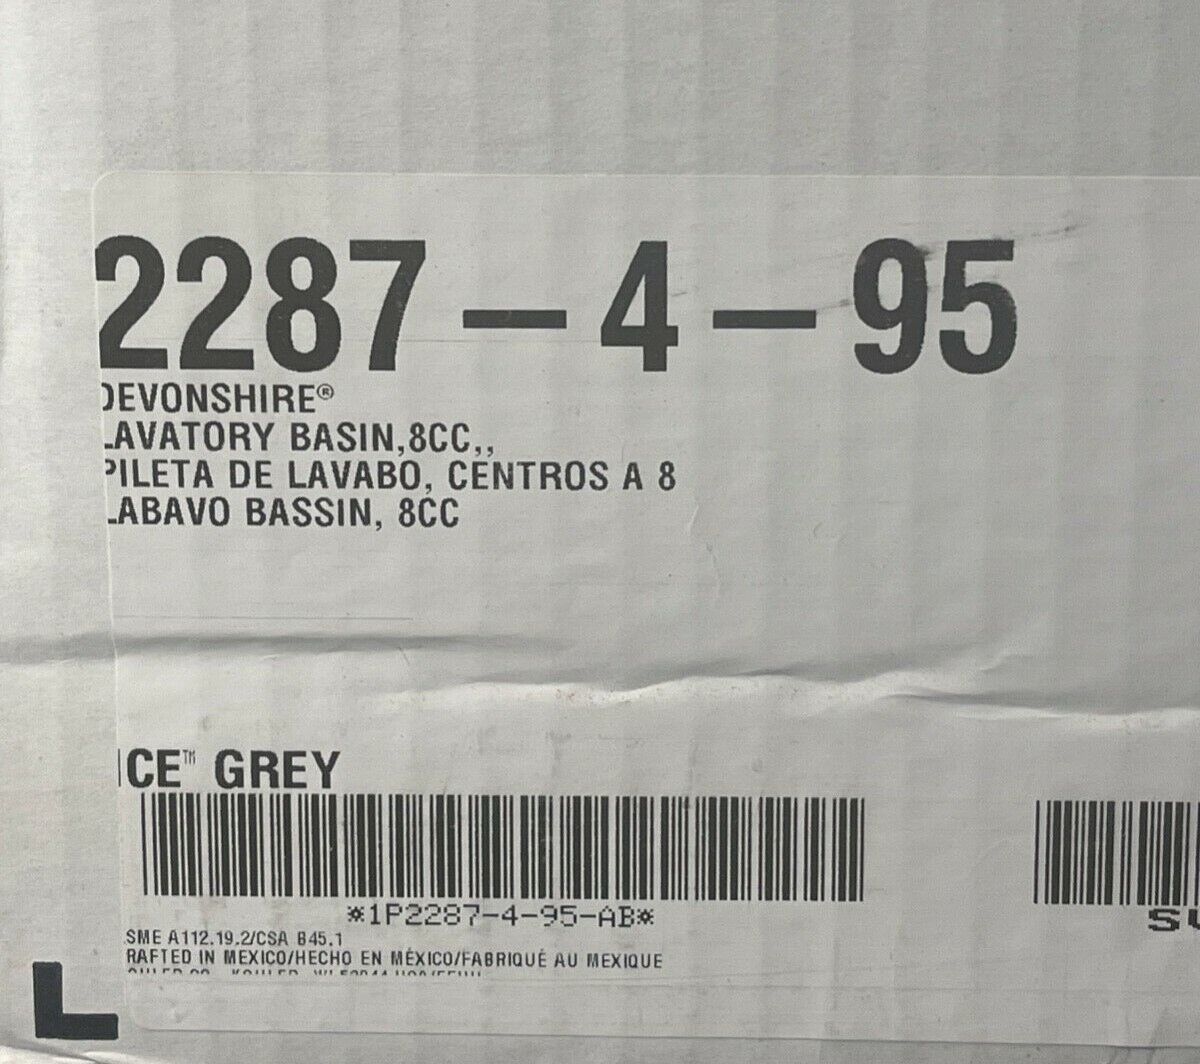 2287-4-95
DEVONSHIRE®
LAVATORY BASIN,8CC,,
PILETA DE LAVABO, CENTROS A 8
LABAVO BASSIN, 8CC
ICE™ GREY
*1P2287-4-95-AB*
SME A112.19.2/CSA B45.1
RAFTED IN MEXICO/HECHO EN MÉXICO/FABRIQUÉ AU MEXIQUE
L